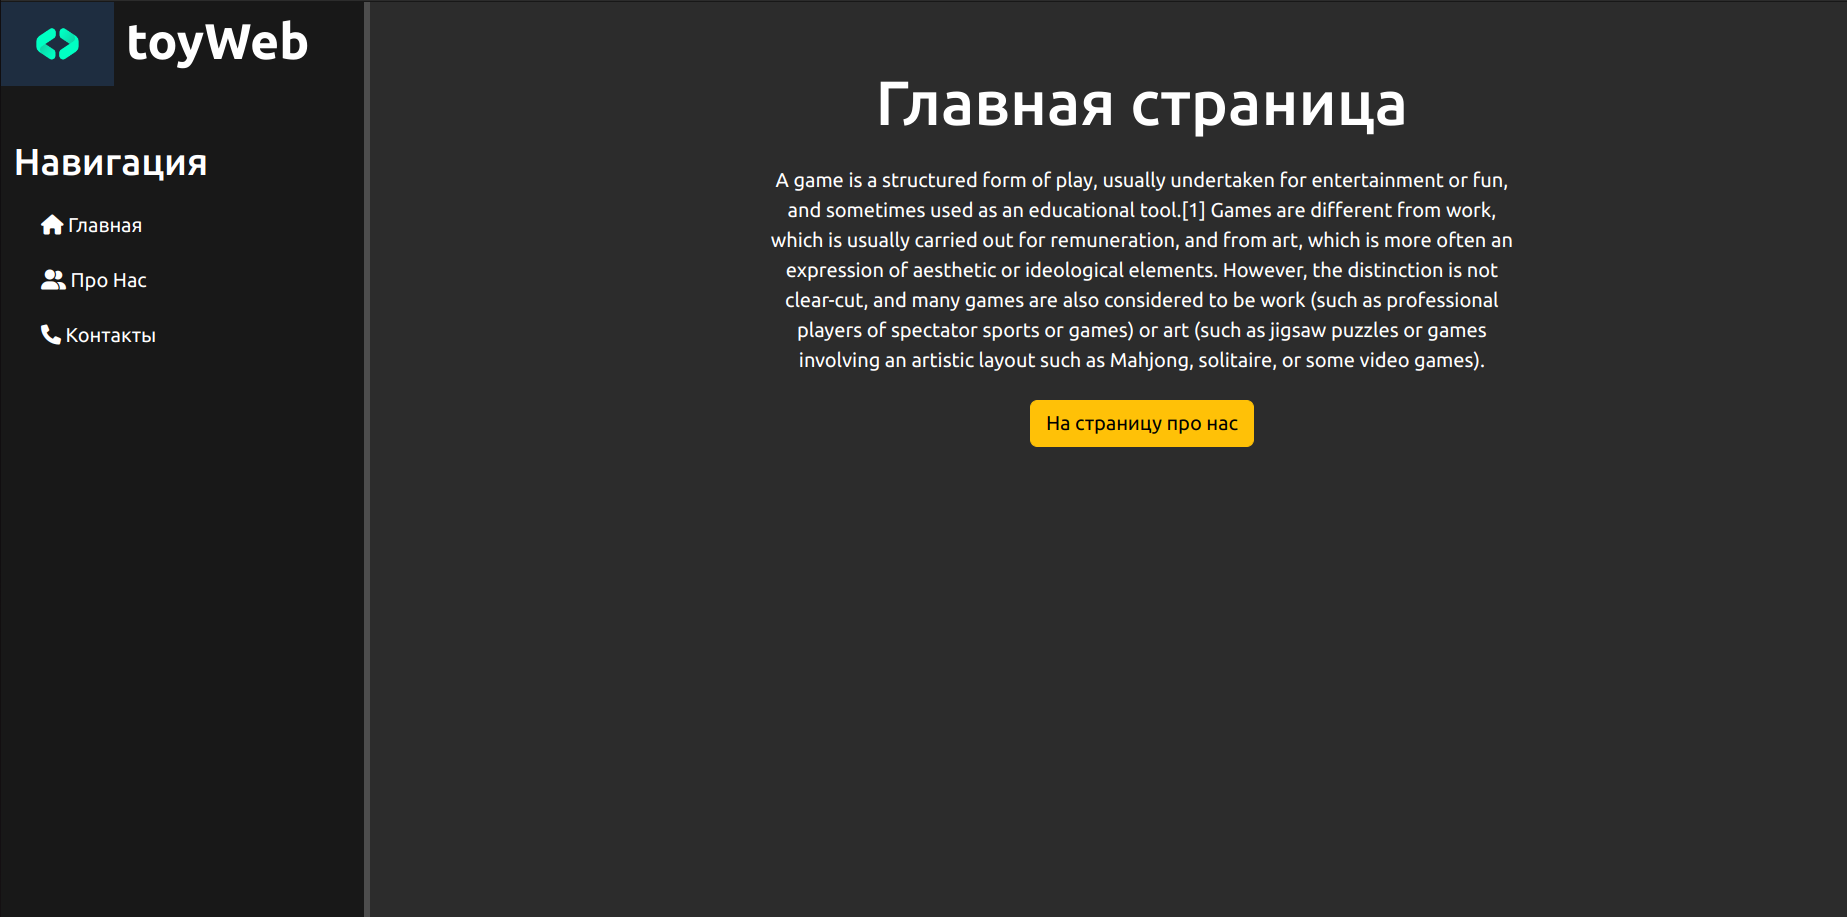 toyWeb
Навигация
Главная
Про Нас
Контакты
Главная страница
A game is a structured form of play, usually undertaken for entertainment or fun,
and sometimes used as an educational tool.[1] Games are different from work,
which is usually carried out for remuneration, and from art, which is more often an
expression of aesthetic or ideological elements. However, the distinction is not
clear-cut, and many games are also considered to be work (such as professional
players of spectator sports or games) or art (such as jigsaw puzzles or games
involving an artistic layout such as Mahjong, solitaire, or some video games).
На страницу про нас